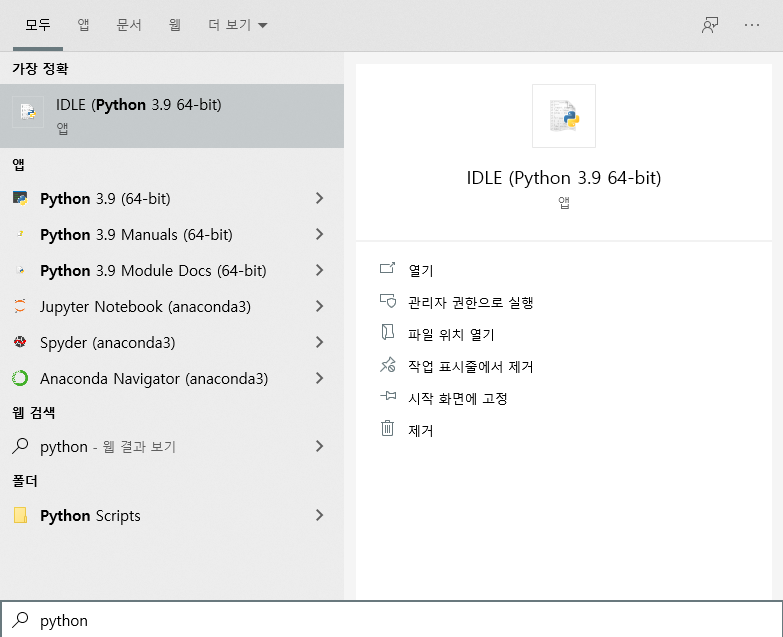 모두 앱 문서 웹 더 보기
가장 정확
IDLE (Python 3.9 64-bit)
앱
앱
Python 3.9 (64-bit)
Python 3.9 Manuals (64-bit)
Python 3.9 Module Docs (64-bit)
Jupyter Notebook (anaconda3)
Spyder (anaconda3)
Anaconda Navigator (anaconda3)
웹 검색
python - 웹 결과 보기
폴더
Python Scripts
IDLE (Python 3.9 64-bit)
앱
열기
관리자 권한으로 실행
파일 위치 열기
작업 표시줄에서 제거
시작 화면에 고정
제거
python